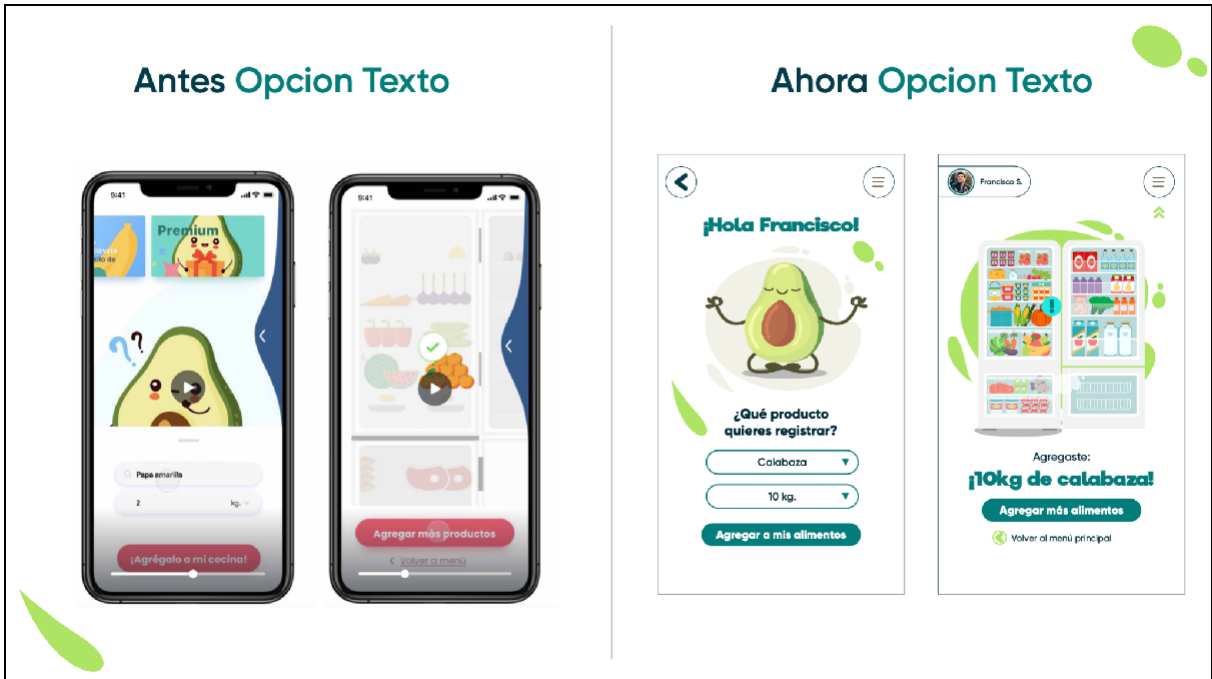 Antes Opcion Texto
9:41
Premium
Papa amarilla
2 kg.
¡Agrégalo a mi cocina!
9:41
Agregar más productos
Volver a menú
Ahora Opcion Texto
¡Hola Francisco!
¿Qué producto
quieres registrar?
Calabaza
10 kg.
Agregar a mis alimentos
Francisco S.
Agregaste:
¡10kg de calabaza!
Agregar más alimentos
Volver al menú principal